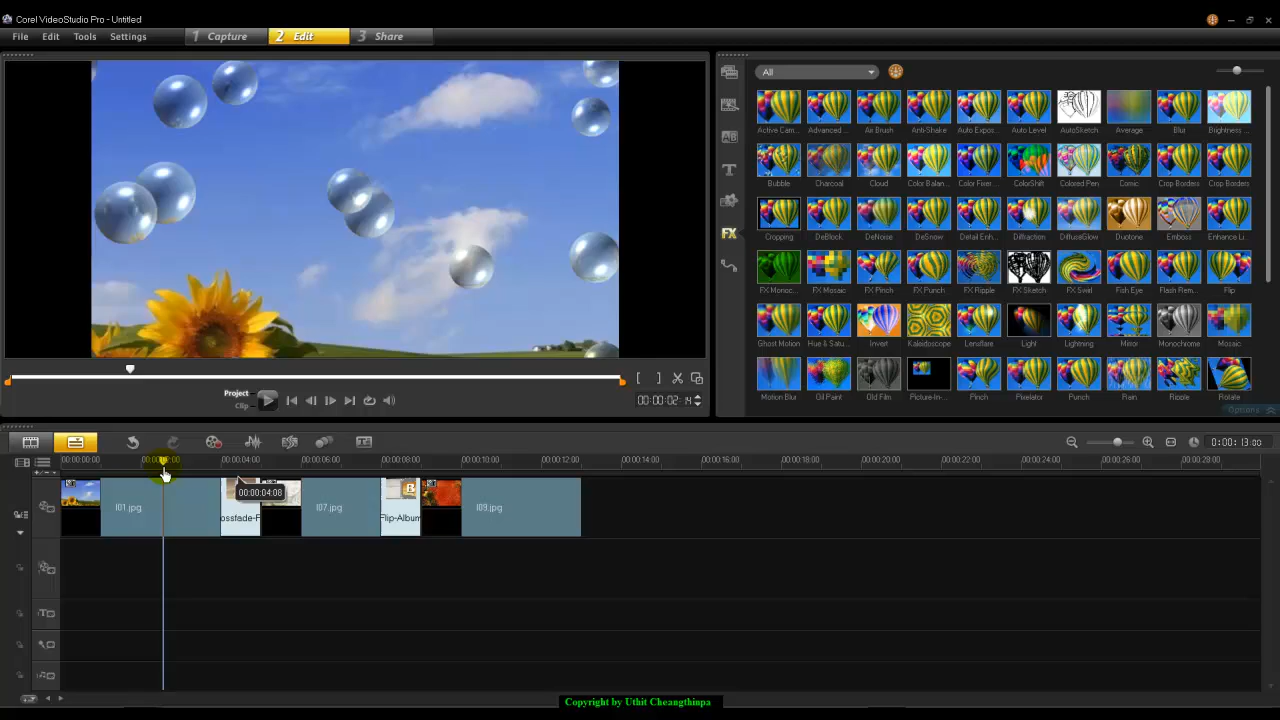 Corel VideoStudio Pro - Untitled
File Edit Tools Settings 1 Capture 2 Edit 3 Share
All
Active Cam... Advanced ... Air Brush Anti-Shake Auto Expos... Auto Level AutoSketch Average Blur Brightness ...
Bubble Charcoal Cloud Color Balan... Color Fixer... ColorShift Colored Pen Comic Crop Borders Crop Borders
Cropping DeBlock DeNoise DeSnow Detail Enh... Diffraction DiffuseGlow Duotone Emboss Enhance Li...
FX Monoc... FX Mosaic FX Pinch FX Punch FX Ripple FX Sketch FX Swirl Fish Eye Flash Rem... Flip
Ghost Motion Hue & Satu... Invert Kaleidoscope Lensflare Light Lightning Mirror Monochrome Mosaic
Motion Blur Oil Paint Old Film Picture-In-... Pinch Pixelator Punch Rain Ripple Rotate
Options
Project
Clip
00:00:02:14
0:00:13:00
00:00:00:00 00:00:04:00 00:00:06:00 00:00:08:00 00:00:10:00 00:00:12:00 00:00:14:00 00:00:16:00 00:00:18:00 00:00:20:00 00:00:22:00 00:00:24:00 00:00:26:00 00:00:28:00
00:00:04:08
I01.jpg I07.jpg I09.jpg
ossfade-F Flip-Album
Copyright by Uthit Cheangthinpa